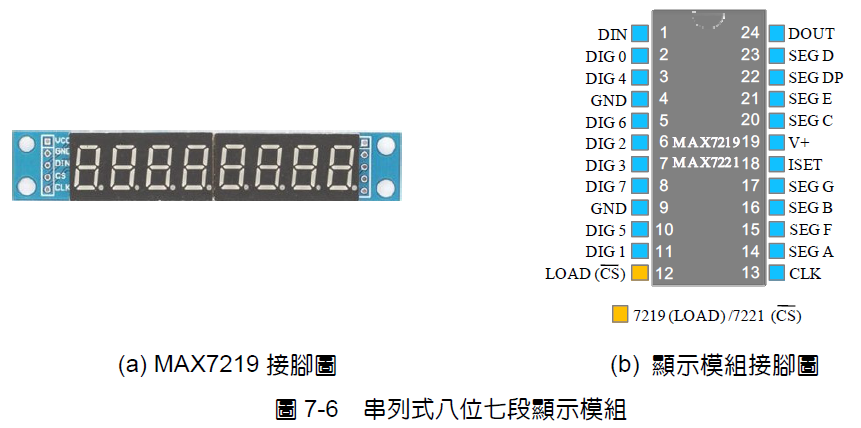 VCC
GND
DIN
CS
CLK
DIN 1 24 DOUT
DIG 0 2 23 SEG D
DIG 4 3 22 SEG DP
GND 4 21 SEG E
DIG 6 5 20 SEG C
DIG 2 6 MAX7219 19 V+
DIG 3 7 MAX7221 18 ISET
DIG 7 8 17 SEG G
GND 9 16 SEG B
DIG 5 10 15 SEG F
DIG 1 11 14 SEG A
LOAD (C̅S̅) 12 13 CLK
7219 (LOAD) /7221 (C̅S̅)
(a) MAX7219 接腳圖
(b) 顯示模組接腳圖
圖 7-6 串列式八位七段顯示模組